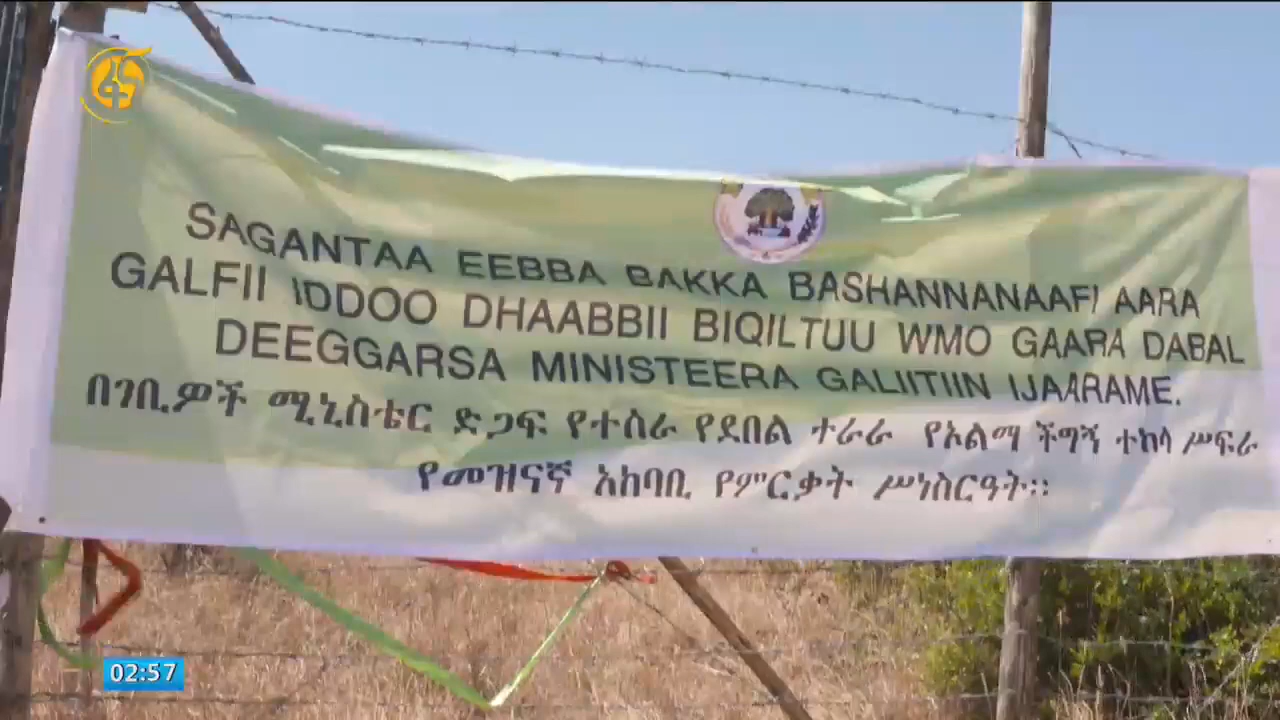 SAGANTAA EEBBA BAKKA BASHANNANAAFI AARA
GALFII IDDOO DHAABBII BIQILTUU WMO GAARA DABAL
DEEGGARSA MINISTEERA GALIITIIN IJAARAME.
በገቢዎች ሚኒስቴር ድጋፍ የተሰራ የደበል ተራራ የኦልማ ችግኝ ተከላ ሥፍራ
የመዝናኛ አከባቢ የምርቃት ሥነስርዓት።
02:57